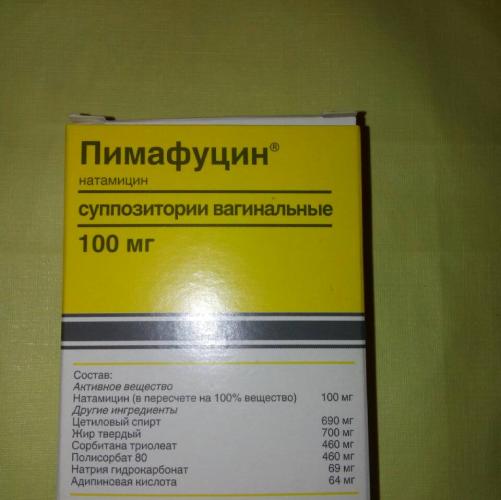 Пимафуцин®
натамицин
суппозитории вагинальные
100 мг
Состав:
Активное вещество
Натамицин (в пересчете на 100% вещество) 100 мг
Другие ингредиенты
Цетиловый спирт 690 мг
Жир твердый 700 мг
Сорбитана триолеат 460 мг
Полисорбат 80 460 мг
Натрия гидрокарбонат 69 мг
Адипиновая кислота 64 мг